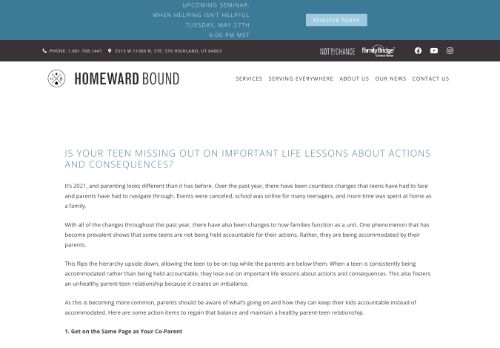 UPCOMING SEMINAR:
WHEN HELPING ISN'T HELPFUL
TUESDAY, MAY 27TH
6:00 PM MST
REGISTER TODAY
PHONE: 1.801.768.1441
5513 W 11000 N, STE. 316 HIGHLAND, UT 84003
NOT BY CHANCE
FamilyBridge
HOMEWARD BOUND
SERVICES SERVING EVERYWHERE ABOUT US OUR NEWS CONTACT US
IS YOUR TEEN MISSING OUT ON IMPORTANT LIFE LESSONS ABOUT ACTIONS
AND CONSEQUENCES?
It's 2021, and parenting looks different than it has before. Over the past year, there have been countless changes that teens have had to face
and parents have had to navigate through. Events were canceled, school was online for many teenagers, and more time was spent at home as
a family.
With all of the changes throughout the past year, there have also been changes to how families function as a unit. One phenomenon that has
become prevalent shows that some teens are not being held accountable for their actions. Rather, they are being accommodated by their
parents.
This flips the hierarchy upside down, allowing the teen to be on top while the parents are below them. When a teen is consistently being
accommodated rather than being held accountable, they lose out on important life lessons about actions and consequences. This also fosters
an unhealthy parent-teen relationship because it creates an imbalance.
As this is becoming more common, parents should be aware of what's going on and how they can keep their kids accountable instead of
accommodated. Here are some action items to regain that balance and maintain a healthy parent-teen relationship.
1. Get on the Same Page as Your Co-Parent